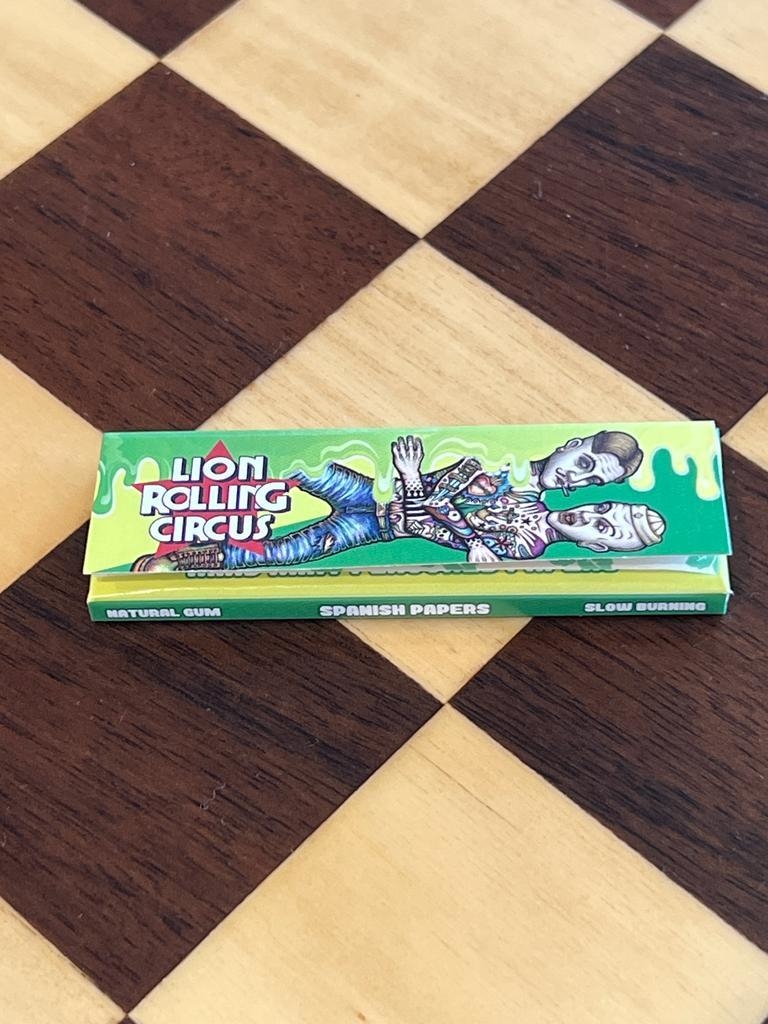 LION
ROLLING
CIRCUS
NATURAL GUM
SPANISH PAPERS
SLOW BURNING